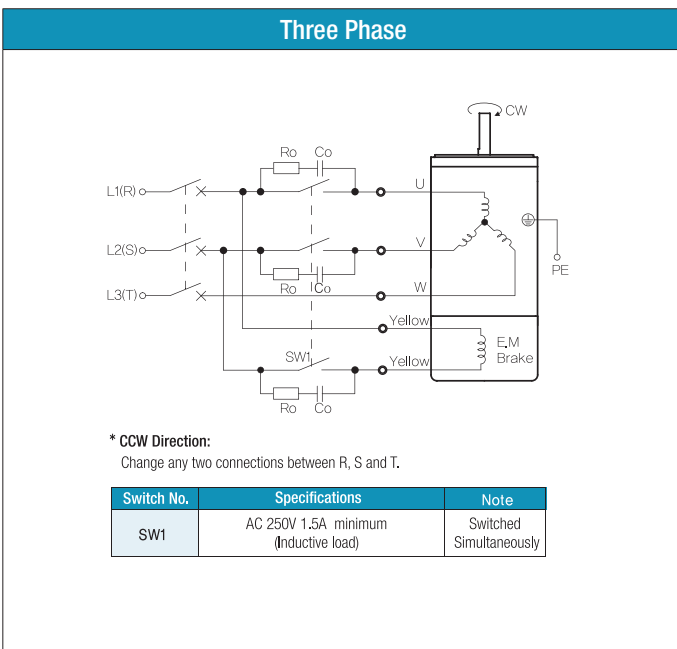 Three Phase
CW
Ro Co
L1(R)
U
L2(S)
V
PE
Ro Co
L3(T)
W
Yellow
E.M
Brake
SW1
Yellow
Ro Co
* CCW Direction:
Change any two connections between R, S and T.
Switch No. Specifications Note
SW1 AC 250V 1.5A minimum (Inductive load) Switched Simultaneously